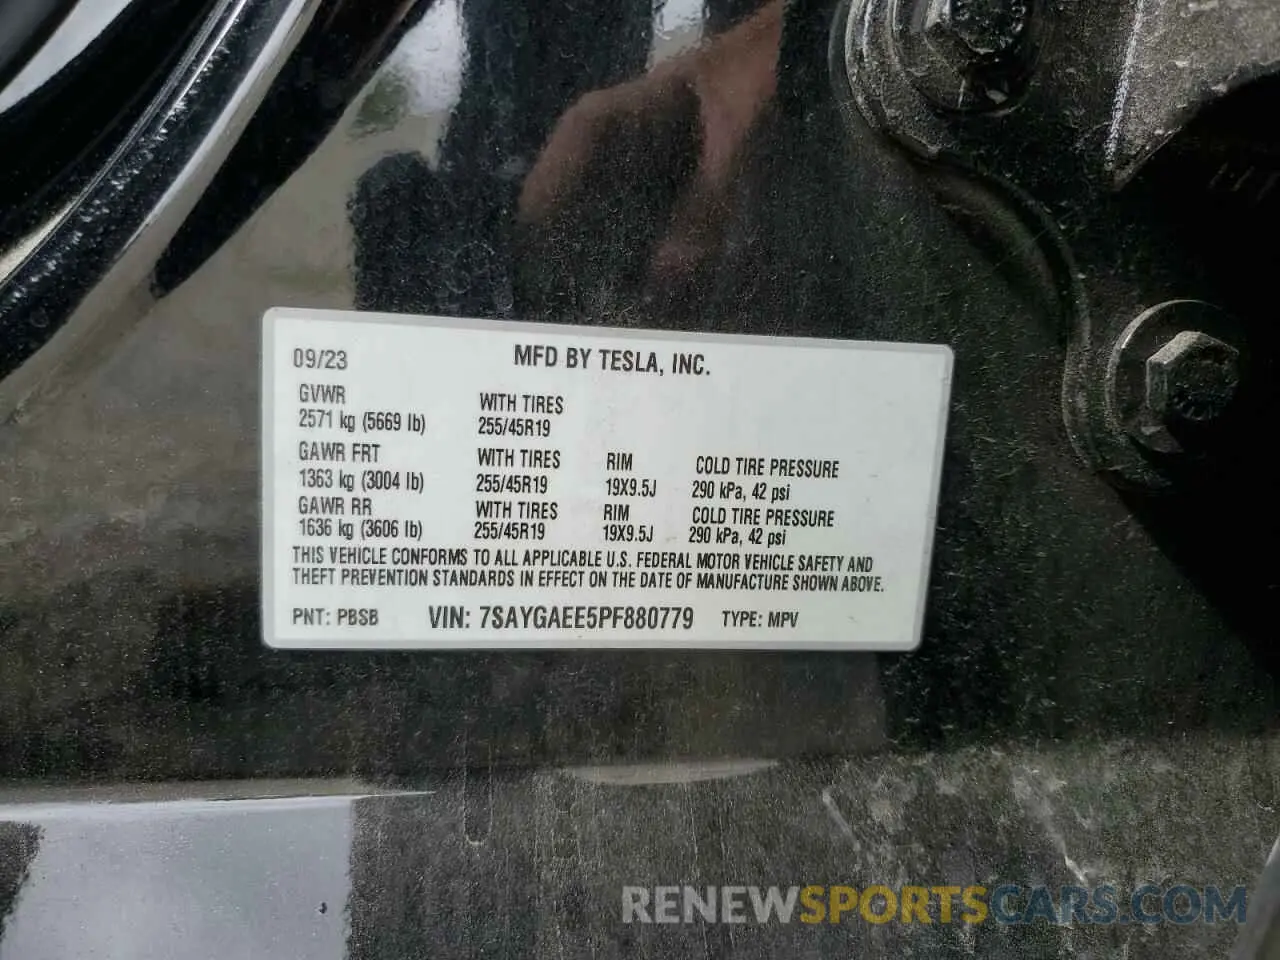 09/23 MFD BY TESLA, INC.
GVWR WITH TIRES
2571 kg (5669 lb) 255/45R19
GAWR FRT WITH TIRES RIM COLD TIRE PRESSURE
1363 kg (3004 lb) 255/45R19 19X9.5J 290 kPa, 42 psi
GAWR RR WITH TIRES RIM COLD TIRE PRESSURE
1636 kg (3606 lb) 255/45R19 19X9.5J 290 kPa, 42 psi
THIS VEHICLE CONFORMS TO ALL APPLICABLE U.S. FEDERAL MOTOR VEHICLE SAFETY AND
THEFT PREVENTION STANDARDS IN EFFECT ON THE DATE OF MANUFACTURE SHOWN ABOVE.
PNT: PBSB VIN: 7SAYGAEE5PF880779 TYPE: MPV
RENEWSPORTSCARS.COM